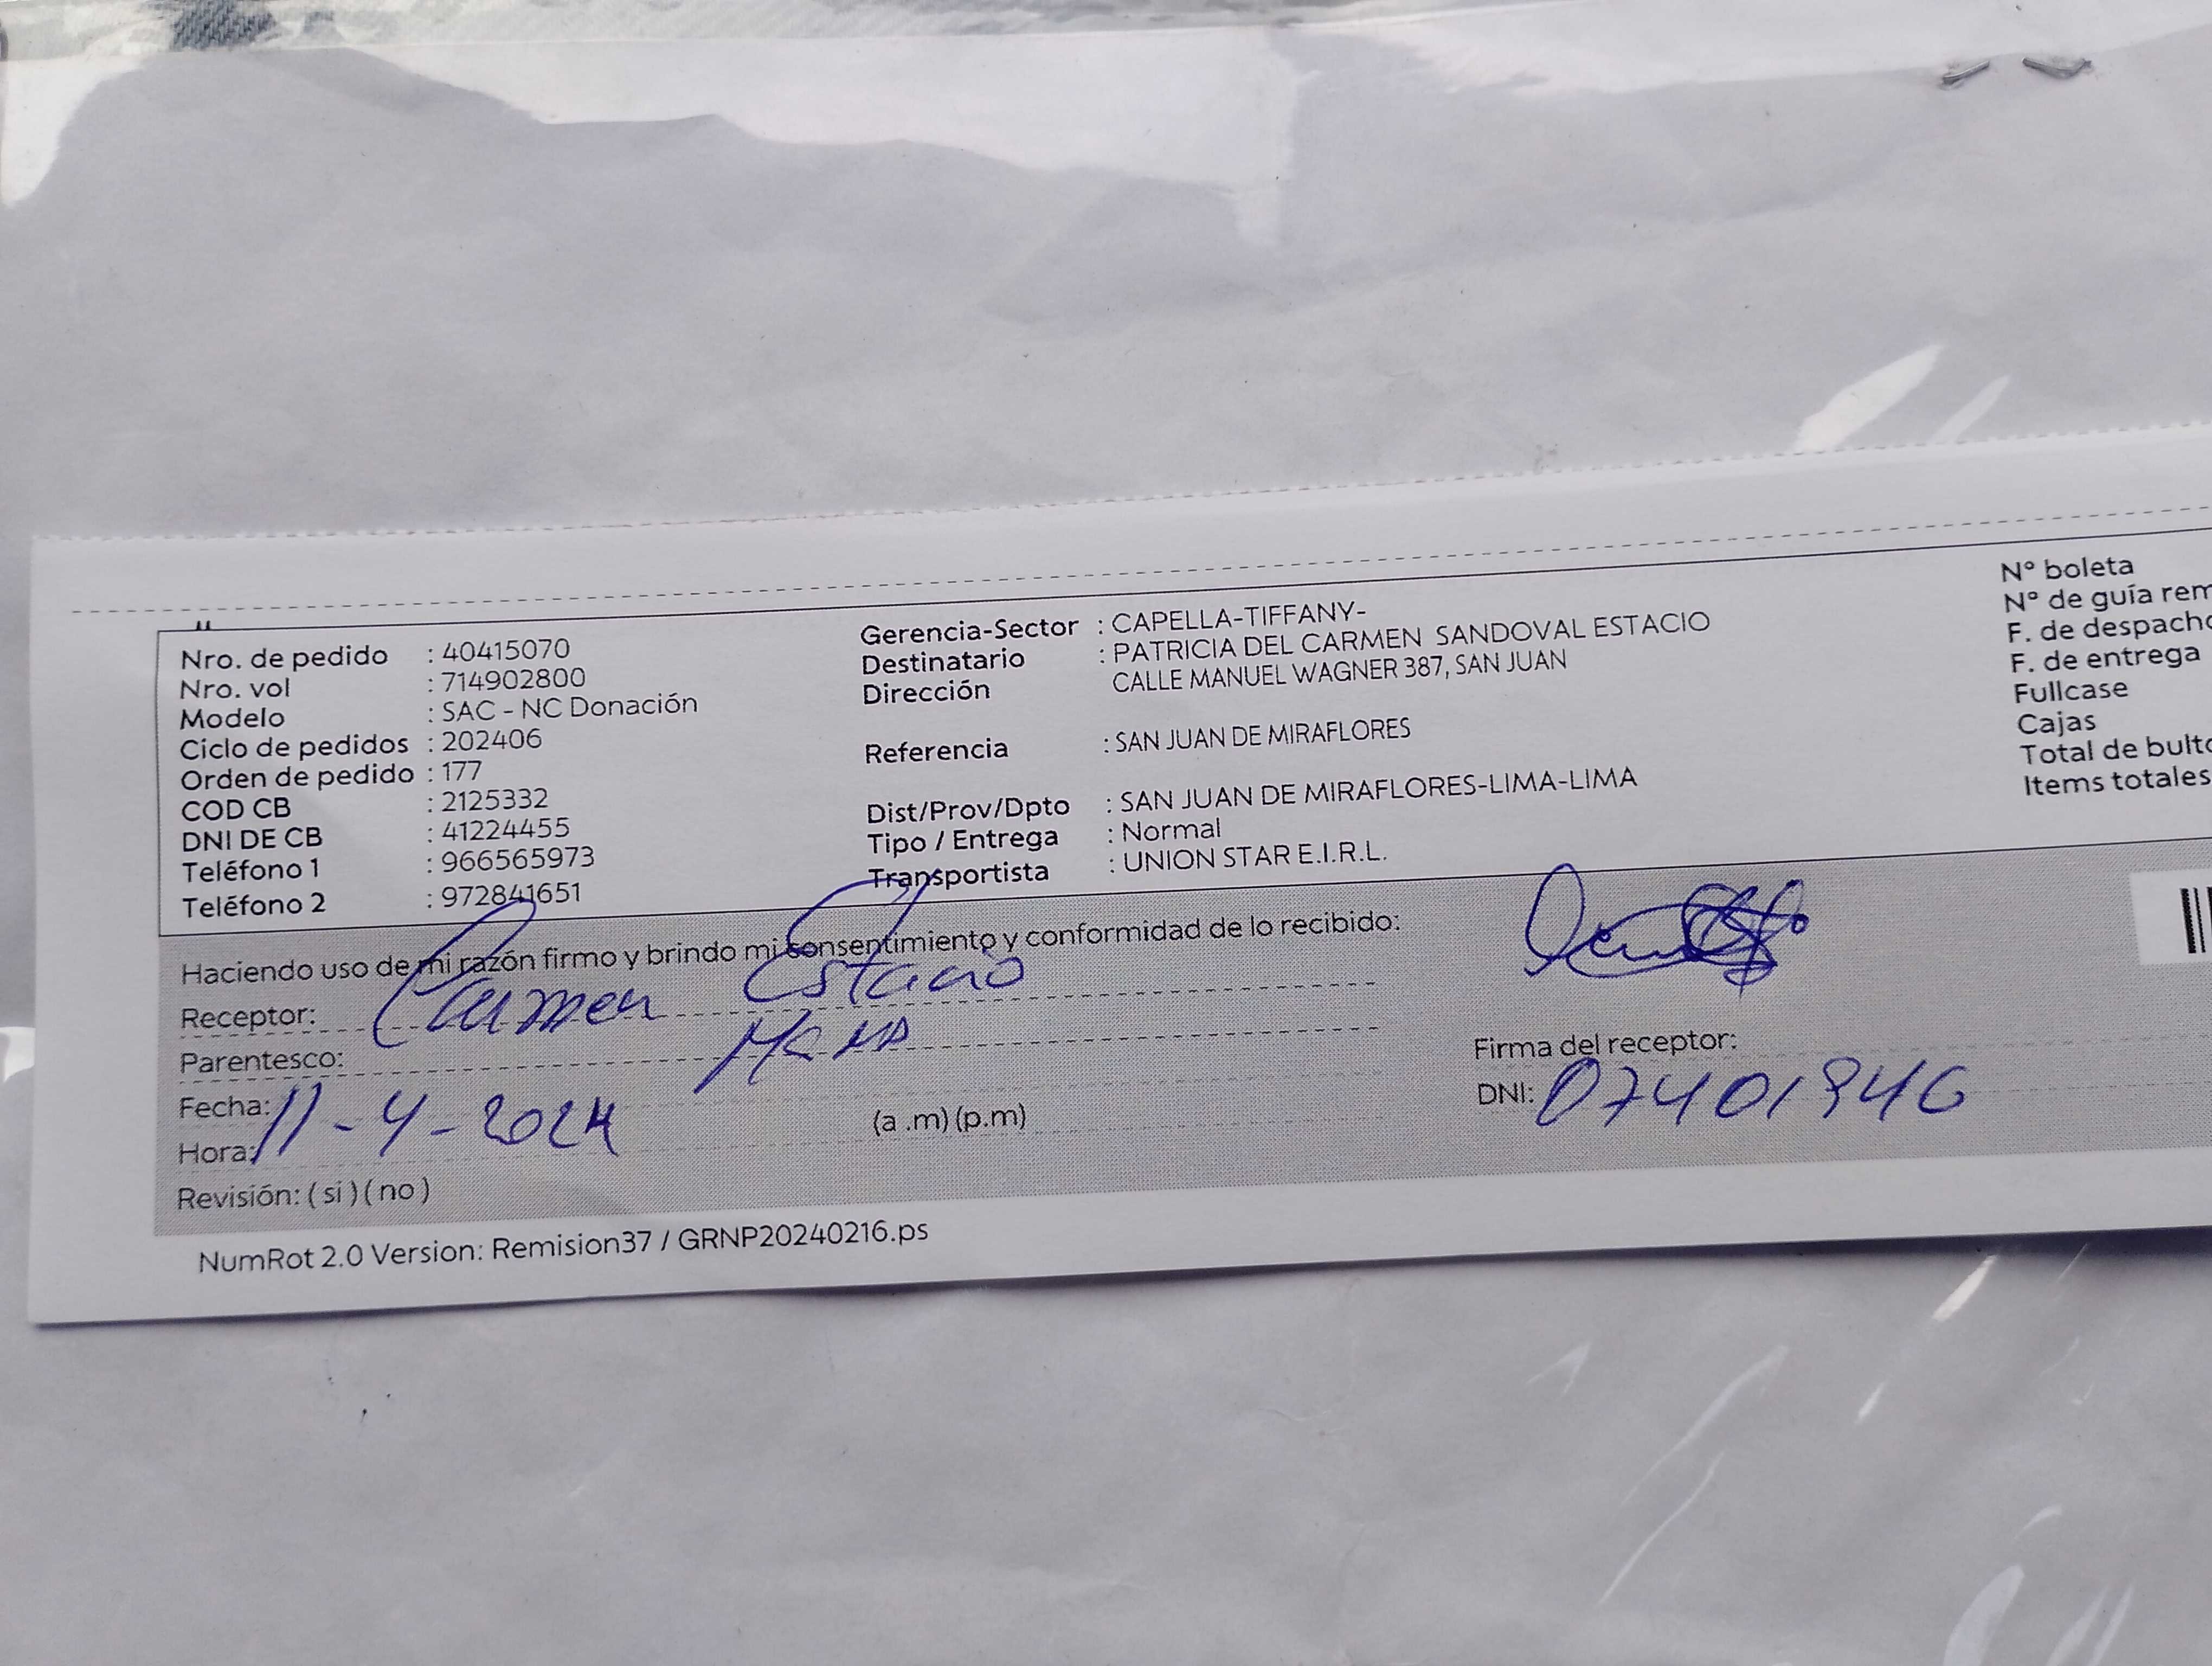 Nro. de pedido : 40415070
Nro. vol : 714902800
Modelo : SAC - NC Donación
Ciclo de pedidos : 202406
Orden de pedido : 177
COD CB : 2125332
DNI DE CB : 41224455
Teléfono 1 : 966565973
Teléfono 2 : 972841651
Gerencia-Sector : CAPELLA-TIFFANY-
Destinatario : PATRICIA DEL CARMEN SANDOVAL ESTACIO
Dirección CALLE MANUEL WAGNER 387, SAN JUAN
Referencia : SAN JUAN DE MIRAFLORES
Dist/Prov/Dpto : SAN JUAN DE MIRAFLORES-LIMA-LIMA
Tipo / Entrega : Normal
Transportista : UNION STAR E.I.R.L.
N° boleta
N° de guía rem
F. de despacho
F. de entrega
Fullcase
Cajas
Total de bulto
Items totales
Haciendo uso de mi razón firmo y brindo mi consentimiento y conformidad de lo recibido:
Receptor: Carmen Estacio
Parentesco:
Fecha: 11-4-2024
Hora: (a .m) (p.m)
Revisión: ( si ) ( no )
Firma del receptor:
DNI: 07401946
NumRot 2.0 Version: Remision37 / GRNP20240216.ps